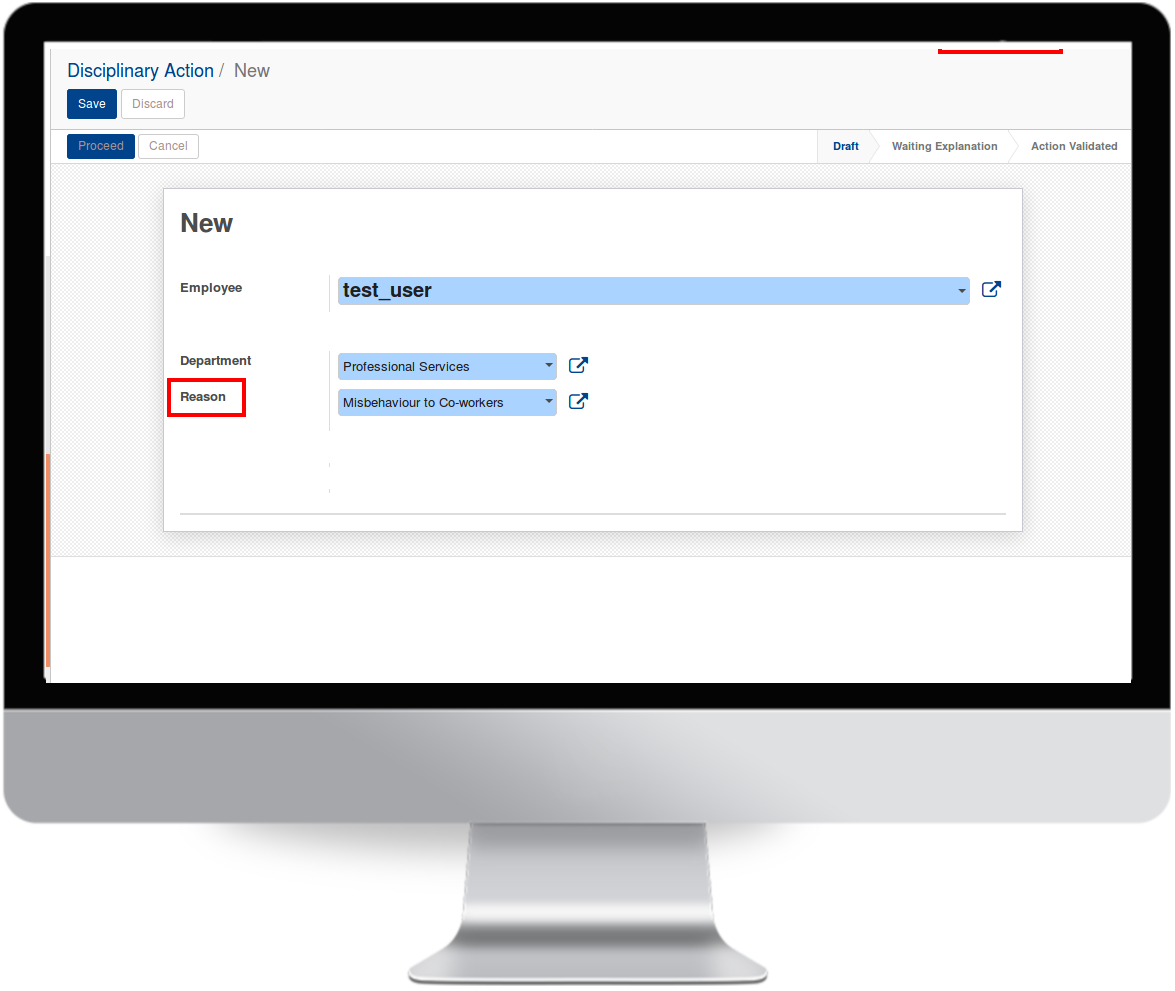 Disciplinary Action / New
Save Discard
Proceed Cancel Draft Waiting Explanation Action Validated
New
Employee test_user
Department Professional Services
Reason Misbehaviour to Co-workers